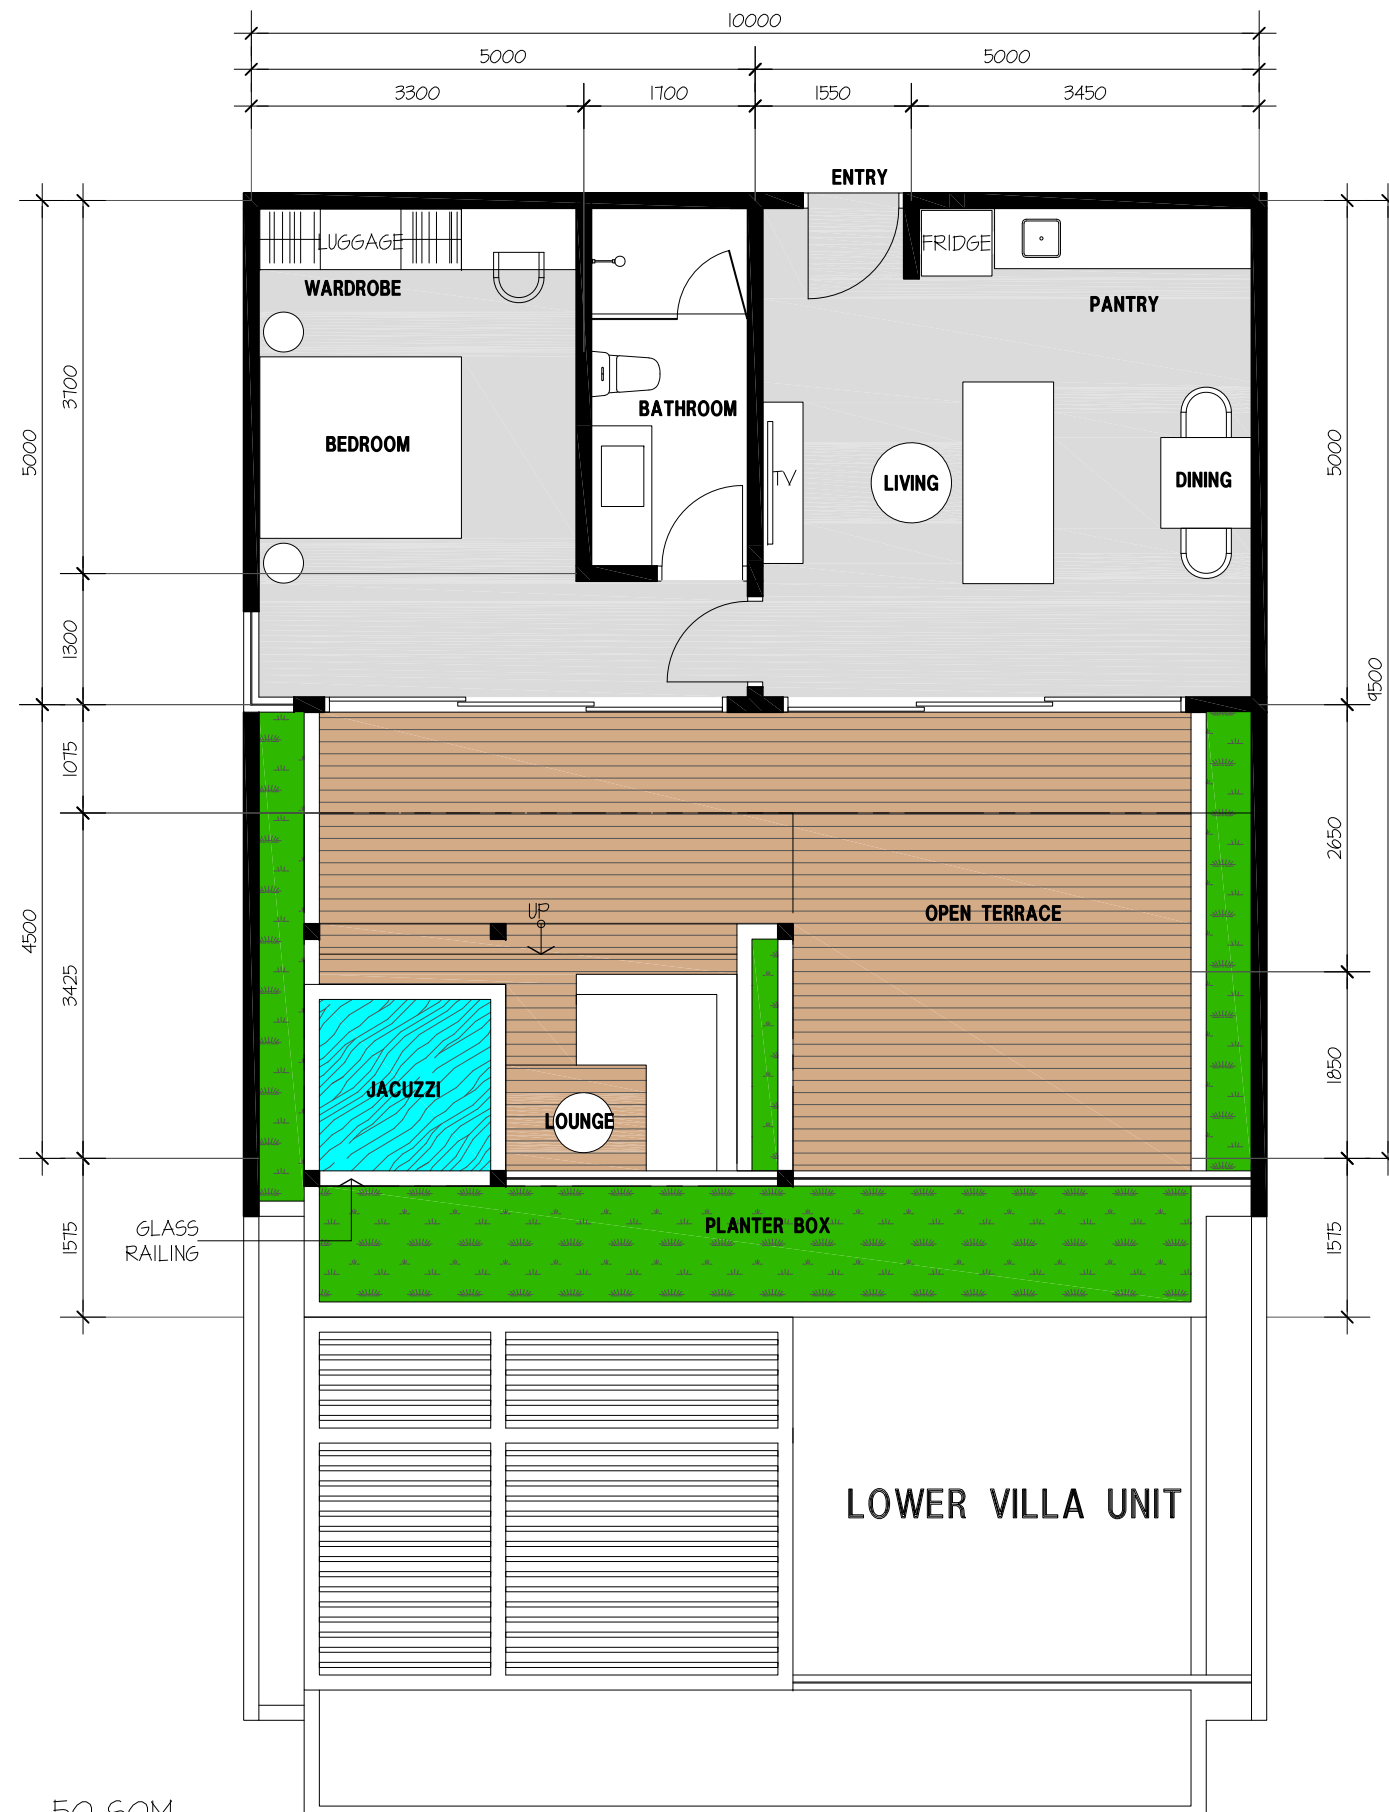 10000
5000
5000
3300
1700
1550
3450
ENTRY
LUGGAGE
FRIDGE
WARDROBE
PANTRY
3700
BATHROOM
BEDROOM
5000
5000
TV
LIVING
DINING
1300
9500
1075
2650
UP
OPEN TERRACE
4500
3425
1850
JACUZZI
LOUNGE
PLANTER BOX
GLASS
RAILING
1575
1575
LOWER VILLA UNIT
50 SQM